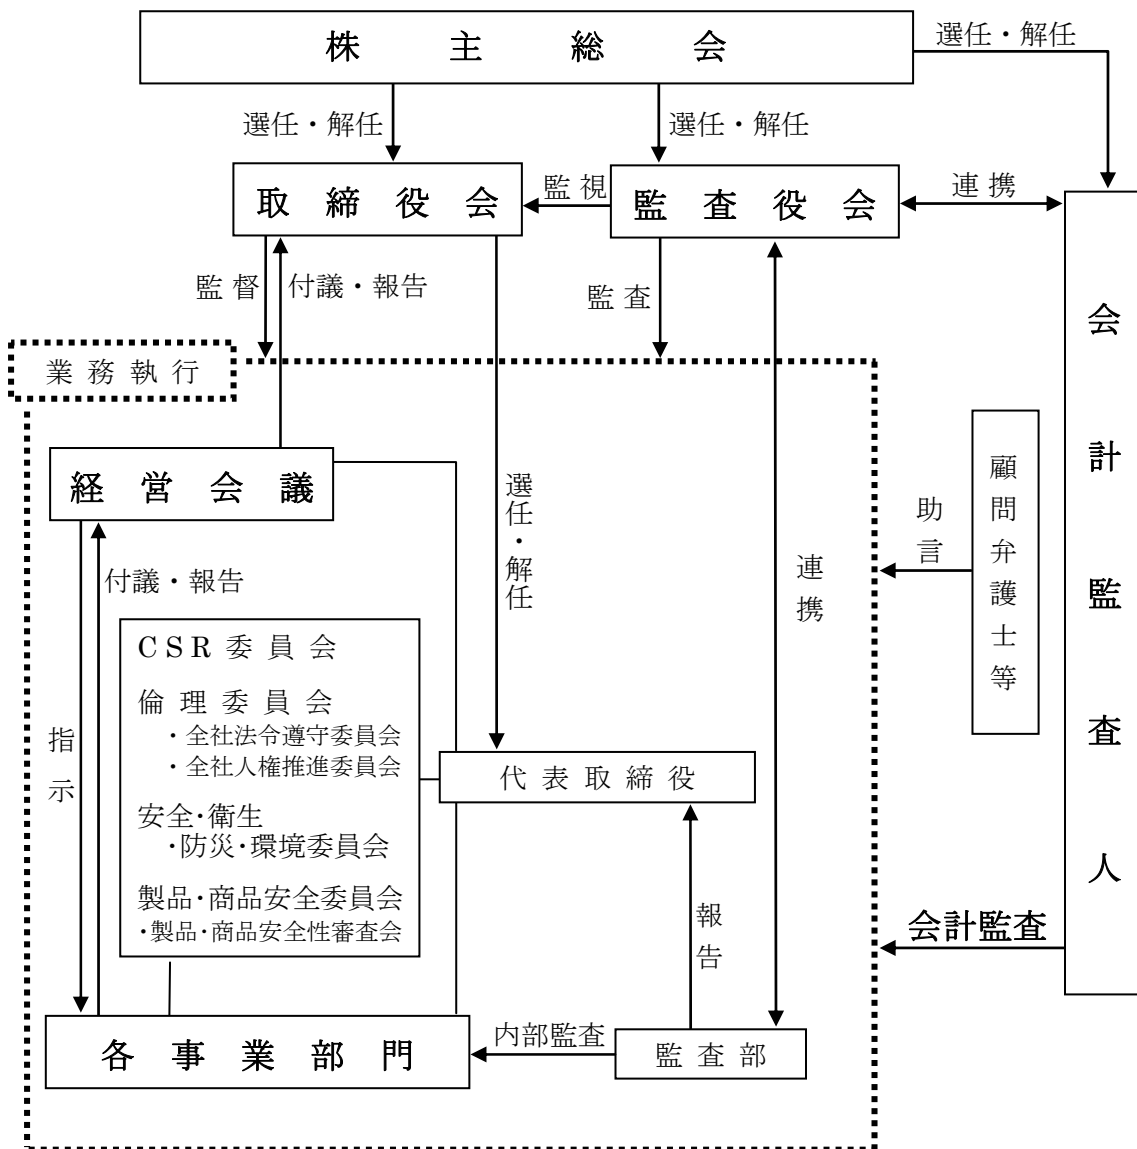 株主総会
選任・解任
選任・解任
選任・解任
取締役会
監視
監査役会
連携
監督
付議・報告
監査
会計監査人
業務執行
経営会議
選任・解任
顧問弁護士等
助言
付議・報告
連携
CSR委員会
倫理委員会
・全社法令遵守委員会
・全社人権推進委員会
安全・衛生
・防災・環境委員会
製品・商品安全委員会
・製品・商品安全性審査会
指示
代表取締役
報告
会計監査
各事業部門
内部監査
監査部